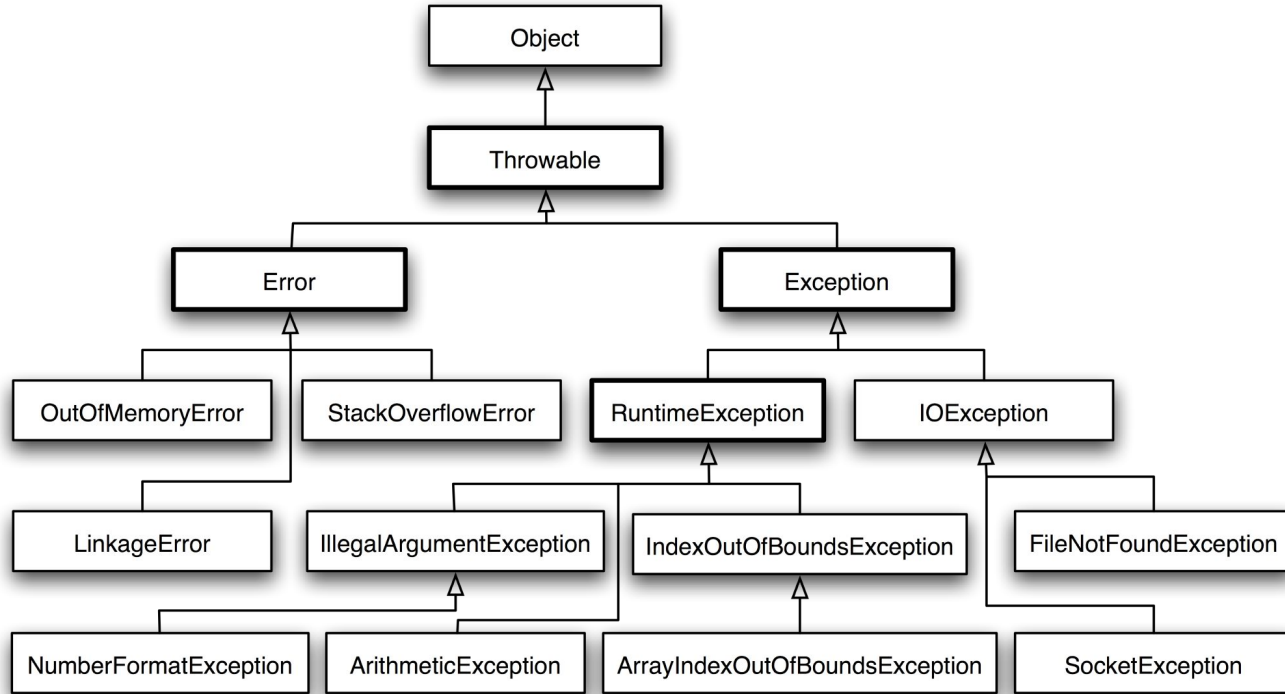 Object
Throwable
Error
Exception
OutOfMemoryError
StackOverflowError
RuntimeException
IOException
LinkageError
IllegalArgumentException
IndexOutOfBoundsException
FileNotFoundException
NumberFormatException
ArithmeticException
ArrayIndexOutOfBoundsException
SocketException